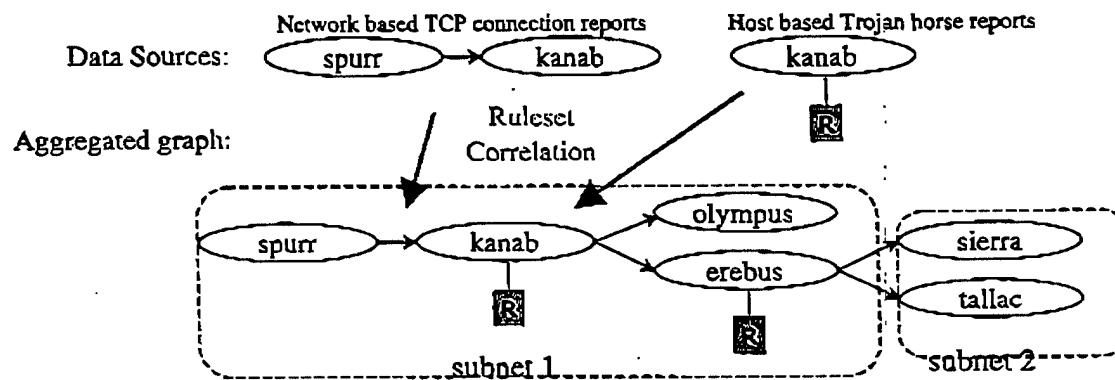 Network based TCP connection reports
Host based Trojan horse reports
Data Sources:
spurr
kanab
kanab
R
Ruleset
Correlation
Aggregated graph:
olympus
spurr
kanab
sierra
erebus
tallac
R
R
subnet 1
subnet 2